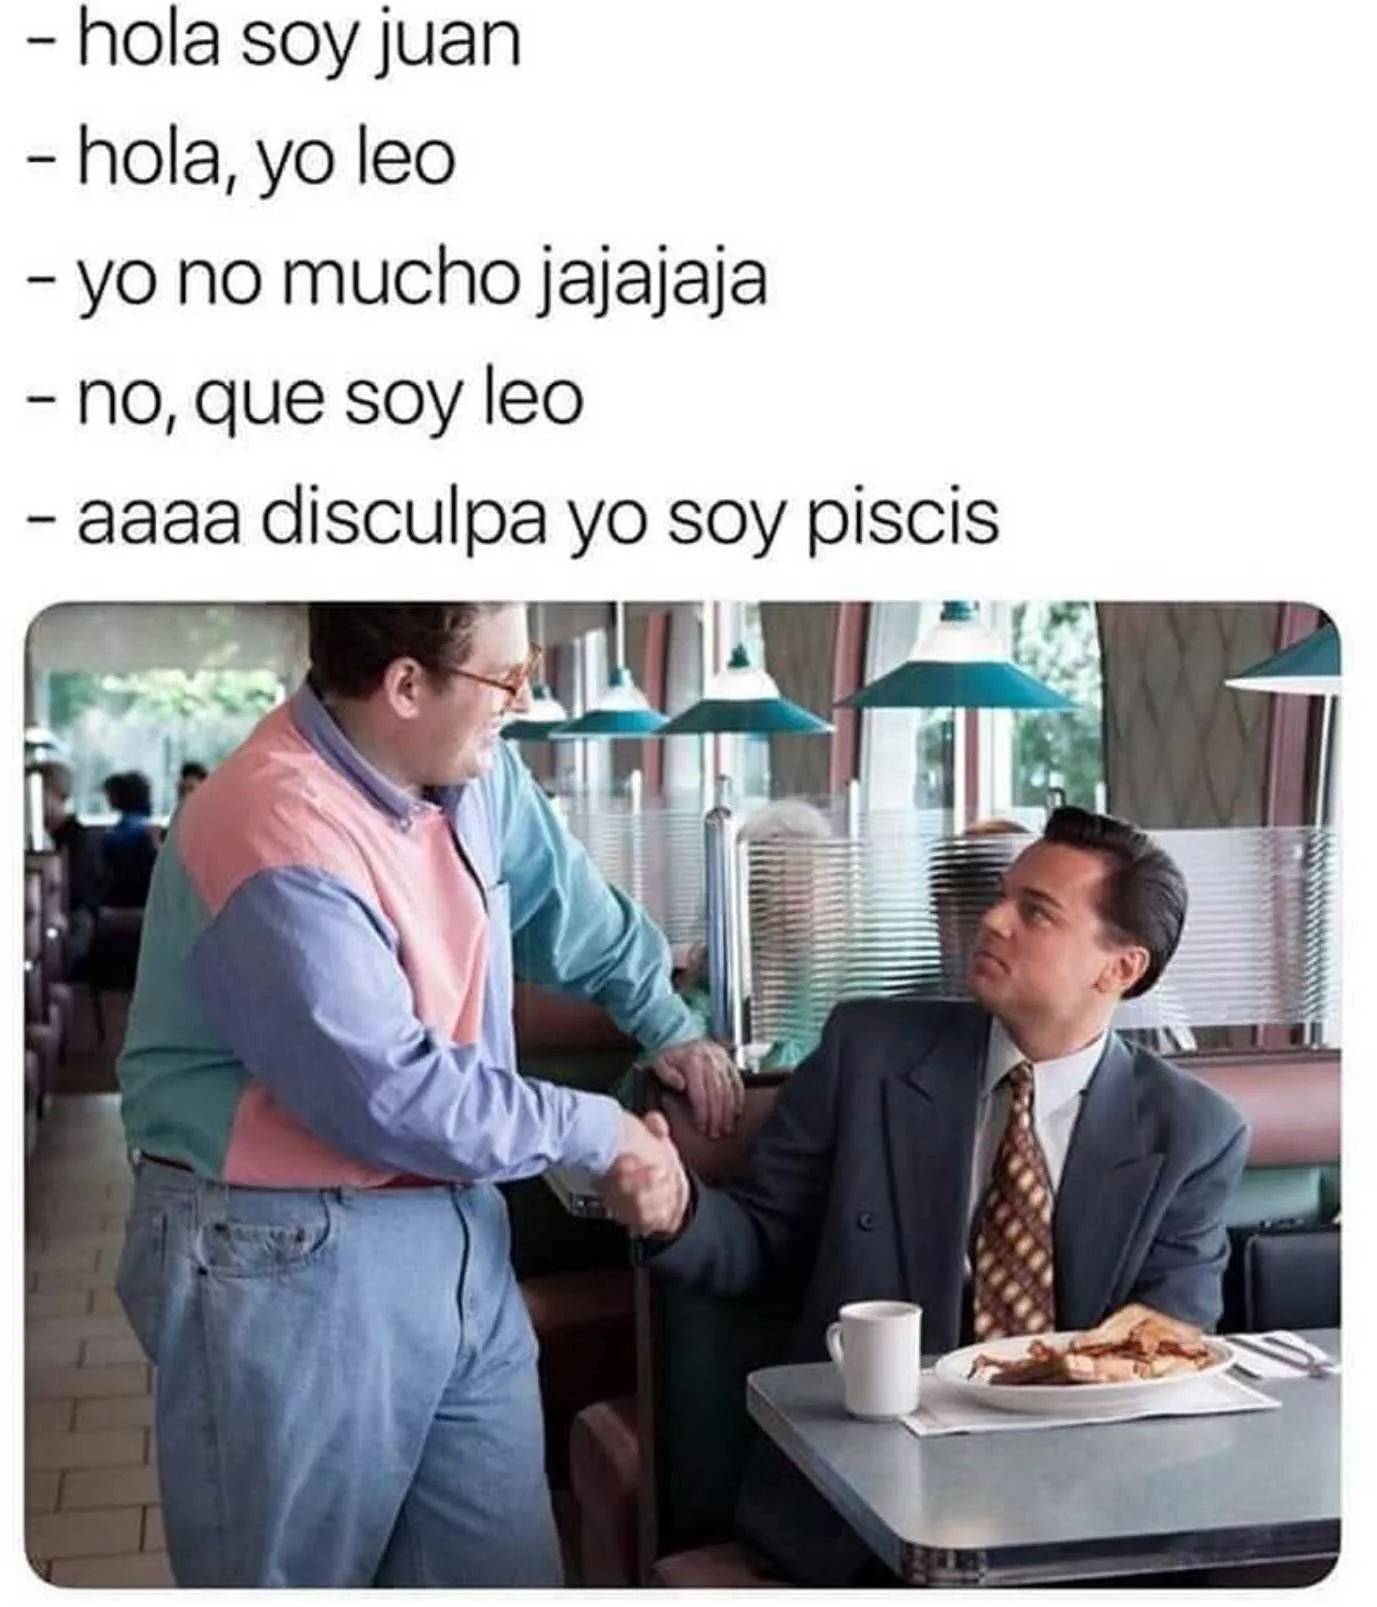 - hola soy juan
- hola, yo leo
- yo no mucho jajajaja
- no, que soy leo
- aaaa disculpa yo soy piscis